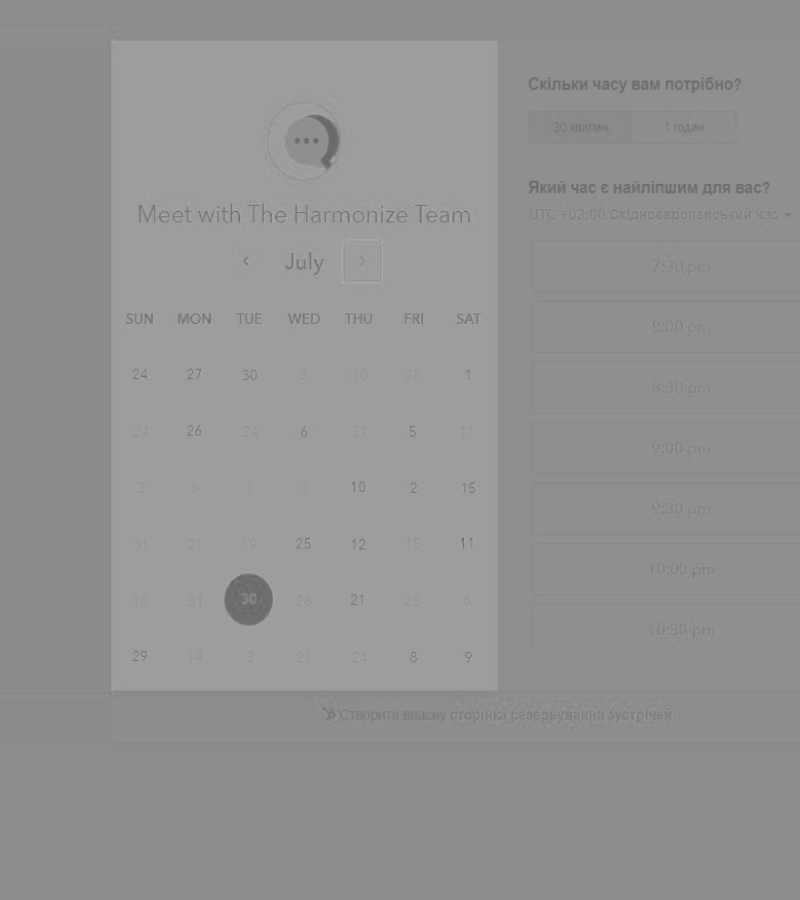 Meet with The Harmonize Team
July
SUN MON TUE WED THU FRI SAT
24 27 30 5 10 28 1
24 26 24 6 31 5 11
3 6 1 3 10 2 15
31 21 19 25 12 15 11
18 31 30 26 21 25 6
29 14 3 21 24 8 9
Скільки часу вам потрібно?
30 хвилин 1 годин
Який час є найліпшим для вас?
UTC +03:00 Східноєвропейський час
7:30 pm
8:00 pm
8:30 pm
9:00 pm
9:30 pm
10:00 pm
10:30 pm
Створити власну сторінка резервування зустрічей